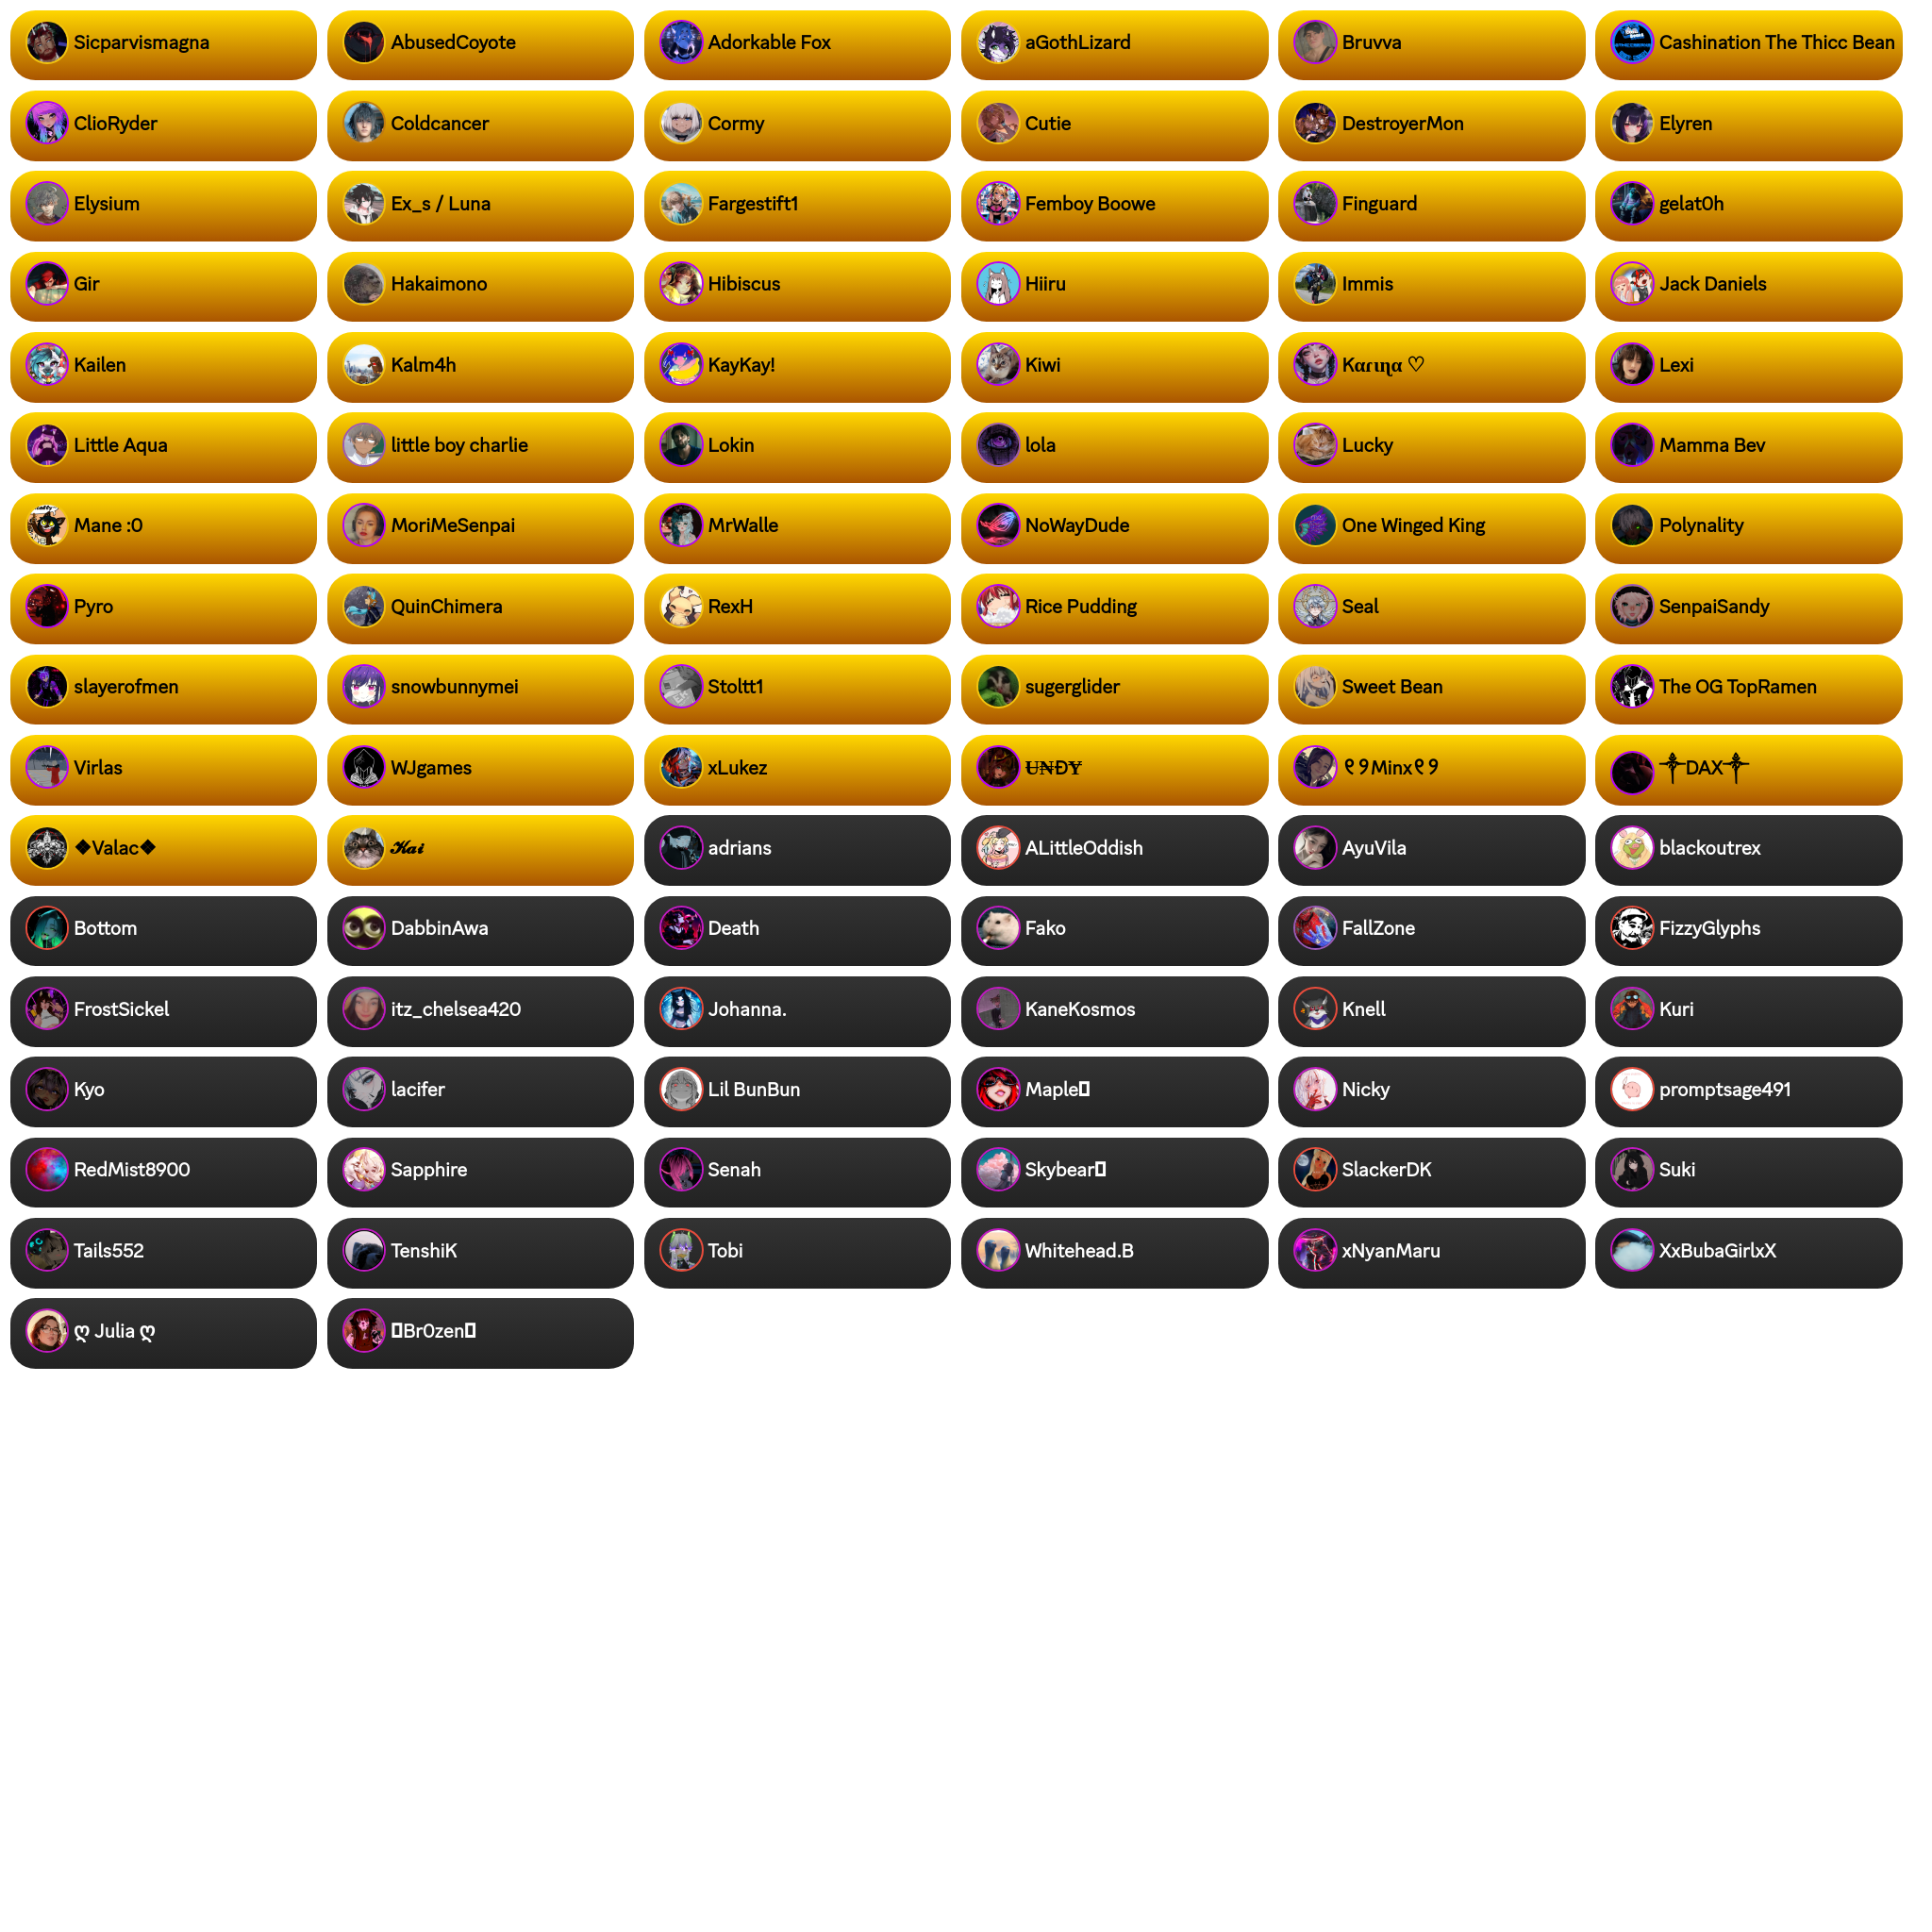 Sicparvismagna
AbusedCoyote
Adorkable Fox
aGothLizard
Bruvva
Cashination The Thicc Bean
ClioRyder
Coldcancer
Cormy
Cutie
DestroyerMon
Elyren
Elysium
Ex_s / Luna
Fargestift1
Femboy Boowe
Finguard
gelat0h
Gir
Hakaimono
Hibiscus
Hiiru
Immis
Jack Daniels
Kailen
Kalm4h
KayKay!
Kiwi
Kαɾιηα ♡
Lexi
Little Aqua
little boy charlie
Lokin
lola
Lucky
Mamma Bev
Mane :0
MoriMeSenpai
MrWalle
NoWayDude
One Winged King
Polynality
Pyro
QuinChimera
RexH
Rice Pudding
Seal
SenpaiSandy
slayerofmen
snowbunnymei
Stoltt1
sugerglider
Sweet Bean
The OG TopRamen
Virlas
WJgames
xLukez
U̶₦ĐɎ
୧୨Minx୧୨
༒DAX༒
◆Valac◆
𝓚𝓪𝓲
adrians
ALittleOddish
AyuVila
blackoutrex
Bottom
DabbinAwa
Death
Fako
FallZone
FizzyGlyphs
FrostSickel
itz_chelsea420
Johanna.
KaneKosmos
Knell
Kuri
Kyo
lacifer
Lil BunBun
Maple
Nicky
promptsage491
RedMist8900
Sapphire
Senah
Skybear
SlackerDK
Suki
Tails552
TenshiK
Tobi
Whitehead.B
xNyanMaru
XxBubaGirlxX
ღ Julia ღ
Br0zen